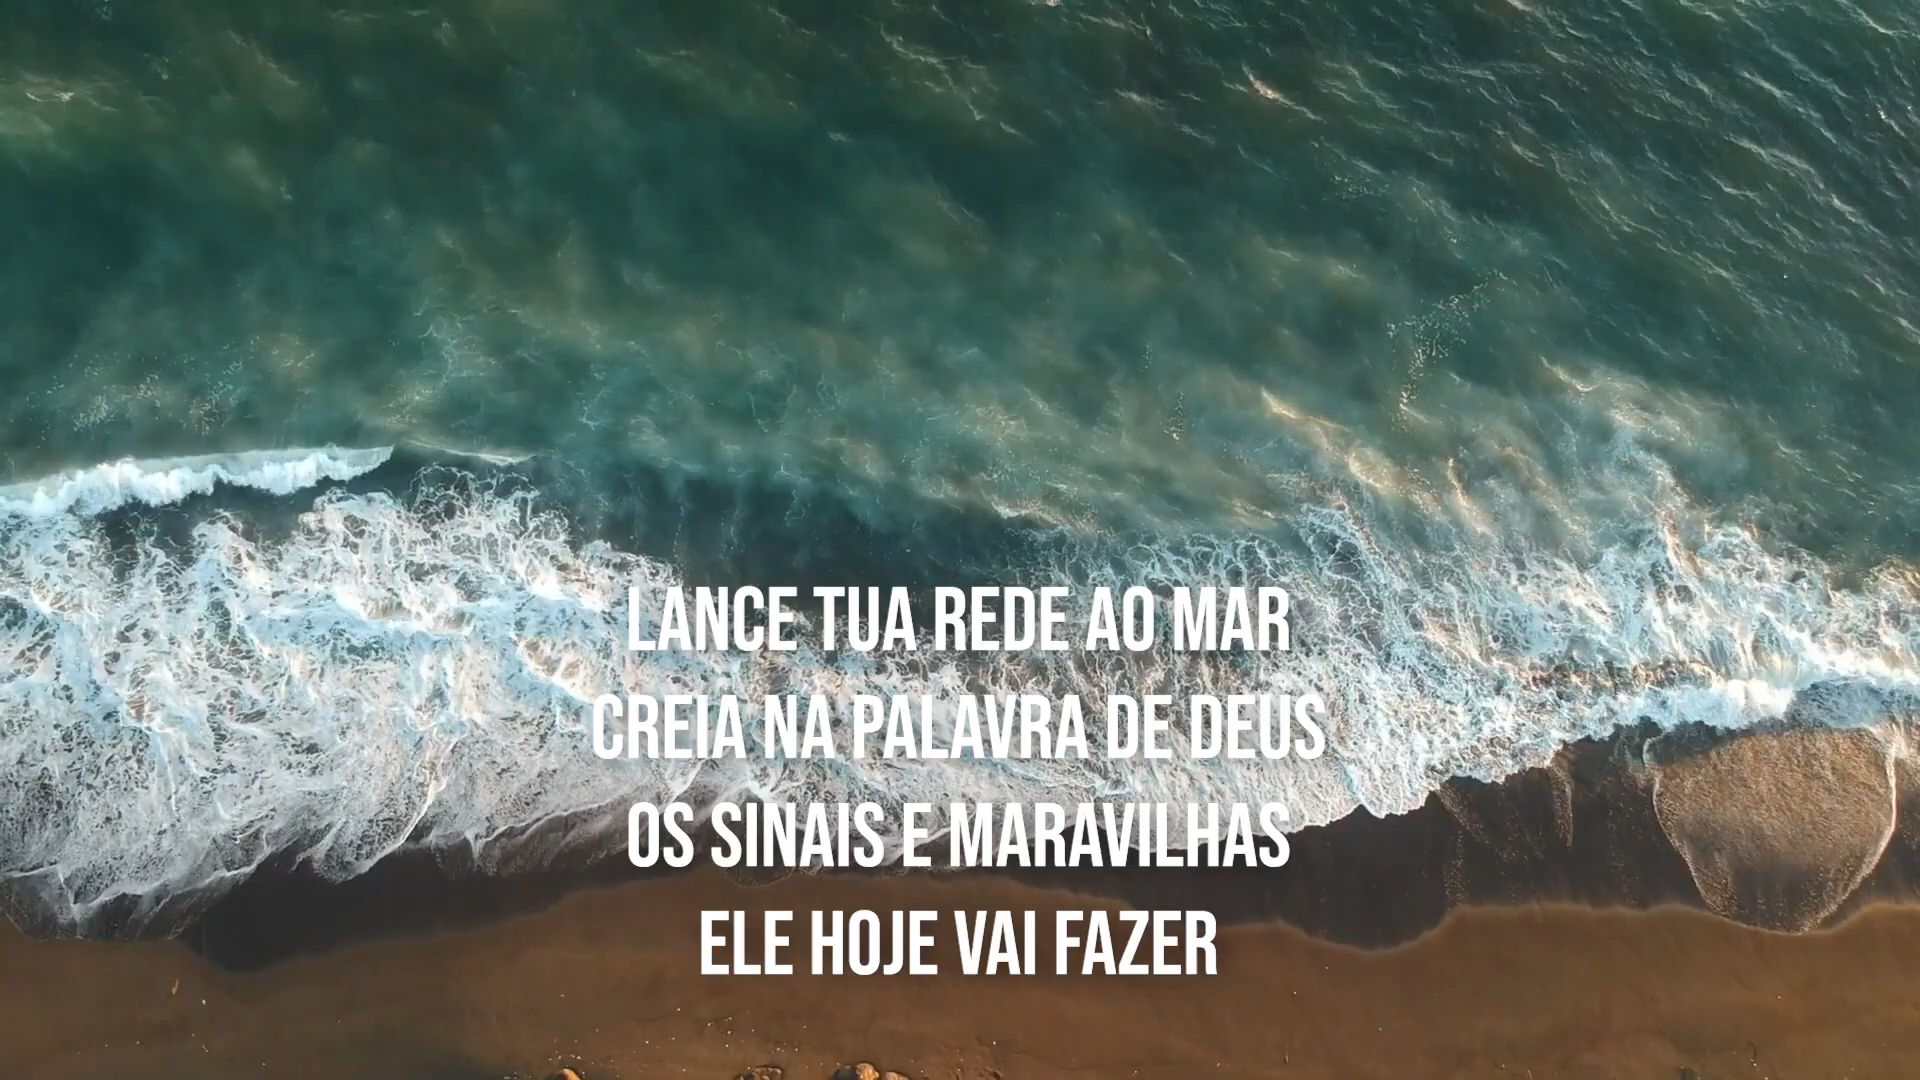 LANCE TUA REDE AO MAR
CREIA NA PALAVRA DE DEUS
OS SINAIS E MARAVILHAS
ELE HOJE VAI FAZER